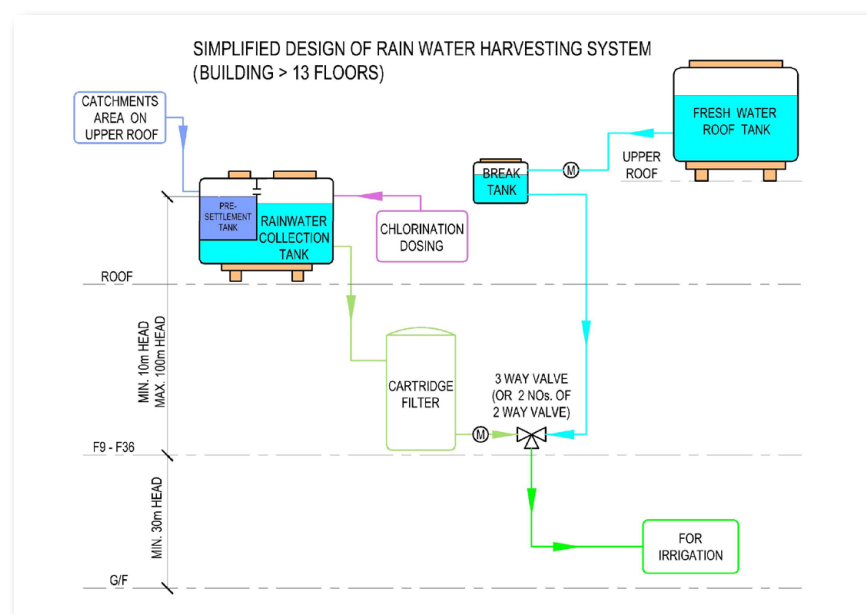 SIMPLIFIED DESIGN OF RAIN WATER HARVESTING SYSTEM
(BUILDING > 13 FLOORS)
CATCHMENTS
AREA ON
UPPER ROOF
FRESH WATER
ROOF TANK
UPPER
ROOF
M
BREAK
TANK
PRE-
SETTLEMENT
TANK
RAINWATER
COLLECTION
TANK
CHLORINATION
DOSING
ROOF
MIN. 10m HEAD
MAX. 100m HEAD
CARTRIDGE
FILTER
3 WAY VALVE
(OR 2 NOs. OF
2 WAY VALVE)
M
F9 - F36
MIN. 30m HEAD
FOR
IRRIGATION
G/F